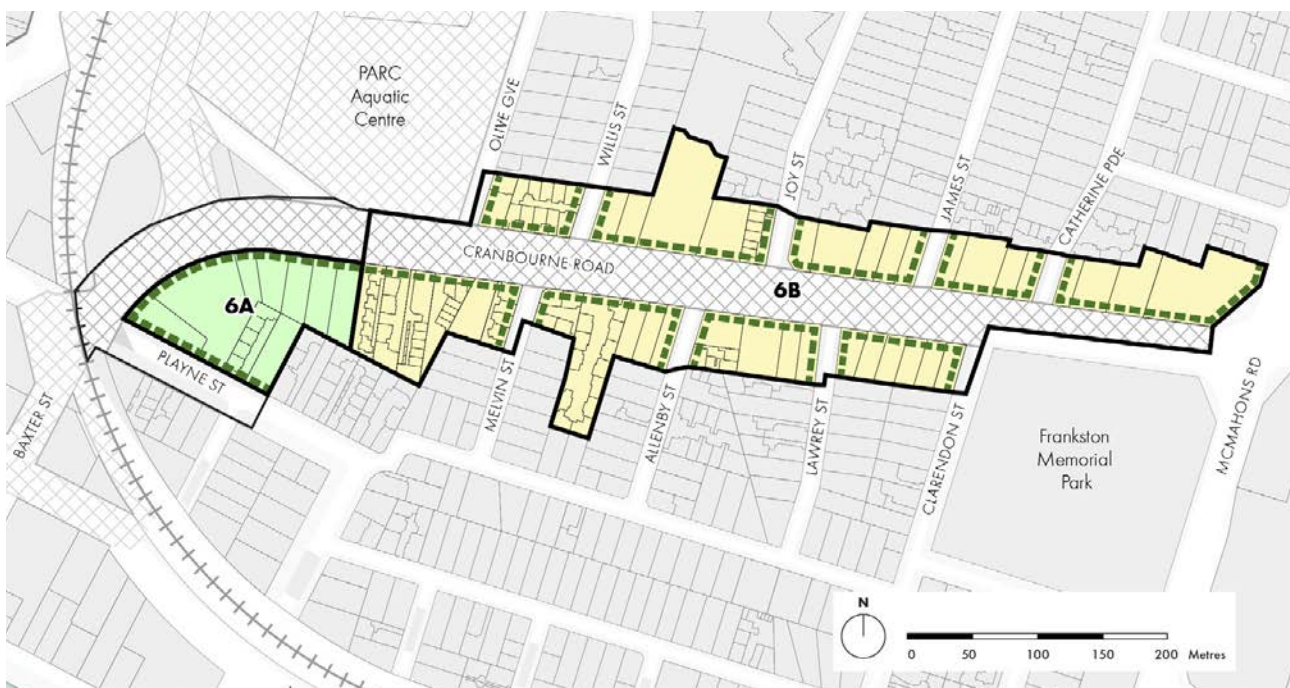 PARC
Aquatic
Centre
OLIVE GVE
WILLIS ST
JOY ST
JAMES ST
CATHERINE PDE
CRANBOURNE ROAD
6B
6A
PLAYNE ST
BAXTER ST
MELVIN ST
ALLENBY ST
LAWREY ST
CLARENDON ST
Frankston
Memorial
Park
MCMAHONS RD
N
0 50 100 150 200 Metres